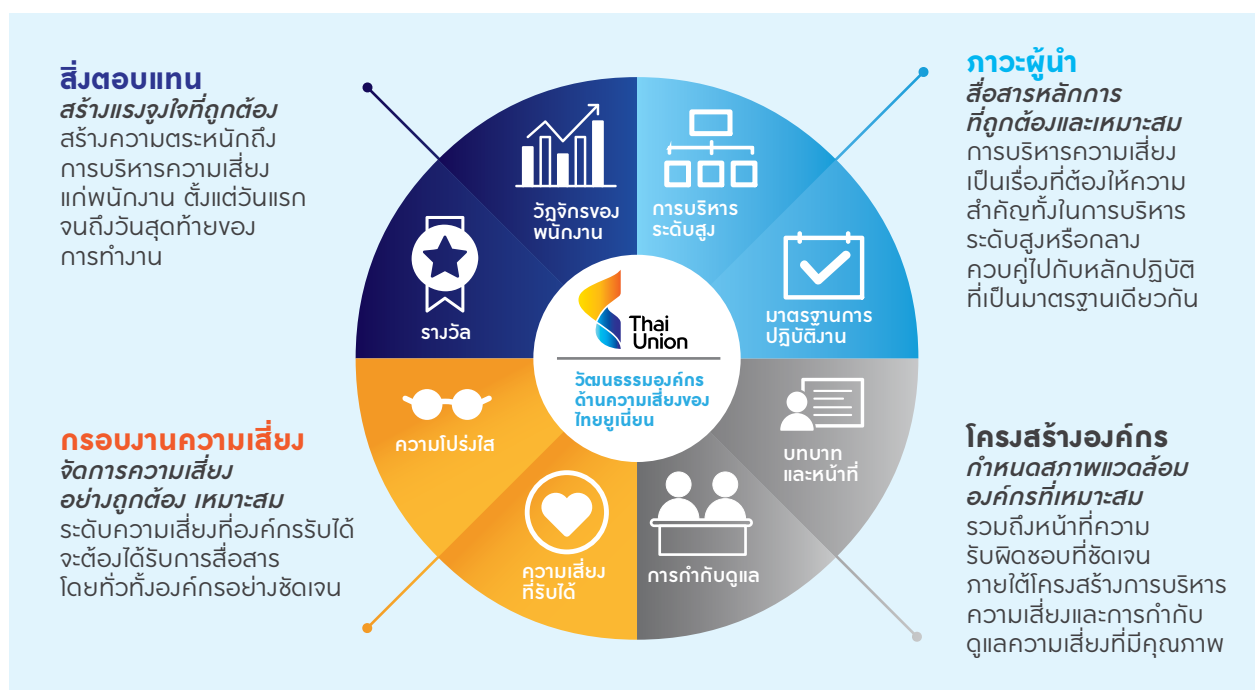 สิ่งตอบแทน
สร้างแรงจูงใจที่ถูกต้อง
สร้างความตระหนักถึง
การบริหารความเสี่ยง
แก่พนักงาน ตั้งแต่วันแรก
จนถึงวันสุดท้ายของ
การทำงาน
ภาวะผู้นำ
สื่อสารหลักการ
ที่ถูกต้องและเหมาะสม
การบริหารความเสี่ยง
เป็นเรื่องที่ต้องให้ความ
สำคัญทั้งในการบริหาร
ระดับสูงหรือกลาง
ควบคู่ไปกับหลักปฏิบัติ
ที่เป็นมาตรฐานเดียวกัน
วัฏจักรของ
พนักงาน
การบริหาร
ระดับสูง
รางวัล
มาตรฐานการ
ปฏิบัติงาน
Thai
Union
วัฒนธรรมองค์กร
ด้านความเสี่ยงของ
ไทยยูเนี่ยน
ความโปร่งใส
บทบาท
และหน้าที่
ความเสี่ยง
ที่รับได้
การกำกับดูแล
กรอบงานความเสี่ยง
จัดการความเสี่ยง
อย่างถูกต้อง เหมาะสม
ระดับความเสี่ยงที่องค์กรรับได้
จะต้องได้รับการสื่อสาร
โดยทั่วทั้งองค์กรอย่างชัดเจน
โครงสร้างองค์กร
กำหนดสภาพแวดล้อม
องค์กรที่เหมาะสม
รวมถึงหน้าที่ความ
รับผิดชอบที่ชัดเจน
ภายใต้โครงสร้างการบริหาร
ความเสี่ยงและการกำกับ
ดูแลความเสี่ยงที่มีคุณภาพ